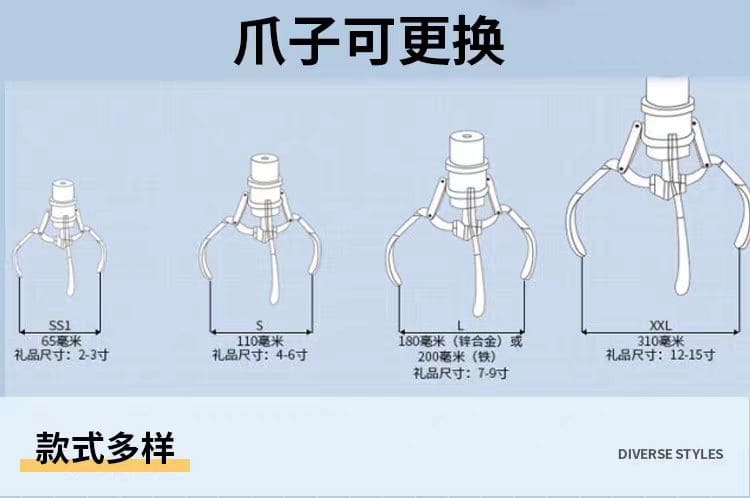 爪子可更换
SS1
65毫米
礼品尺寸：2-3寸
S
110毫米
礼品尺寸：4-6寸
L
180毫米（锌合金）或
200毫米（铁）
礼品尺寸：7-9寸
XXL
310毫米
礼品尺寸：12-15寸
款式多样
DIVERSE STYLES